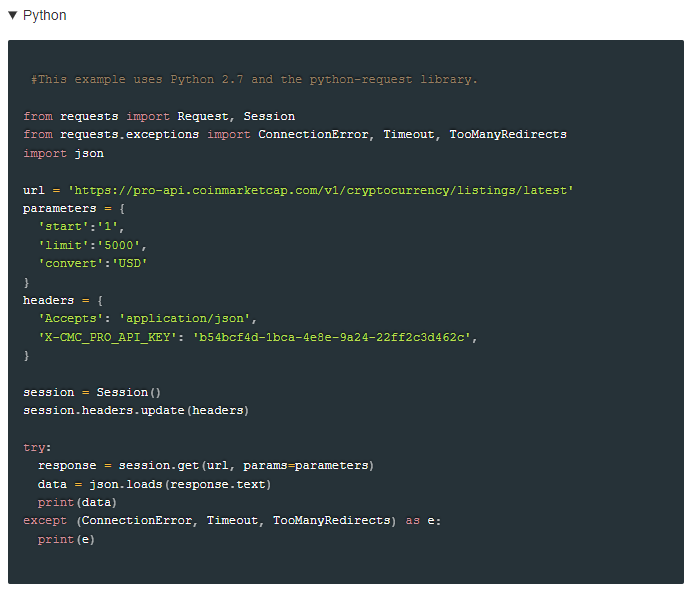 ▼ Python
#This example uses Python 2.7 and the python-request library.
from requests import Request, Session
from requests.exceptions import ConnectionError, Timeout, TooManyRedirects
import json
url = 'https://pro-api.coinmarketcap.com/v1/cryptocurrency/listings/latest'
parameters = {
  'start':'1',
  'limit':'5000',
  'convert':'USD'
}
headers = {
  'Accepts': 'application/json',
  'X-CMC_PRO_API_KEY': 'b54bcf4d-1bca-4e8e-9a24-22ff2c3d462c',
}
session = Session()
session.headers.update(headers)
try:
  response = session.get(url, params=parameters)
  data = json.loads(response.text)
  print(data)
except (ConnectionError, Timeout, TooManyRedirects) as e:
  print(e)